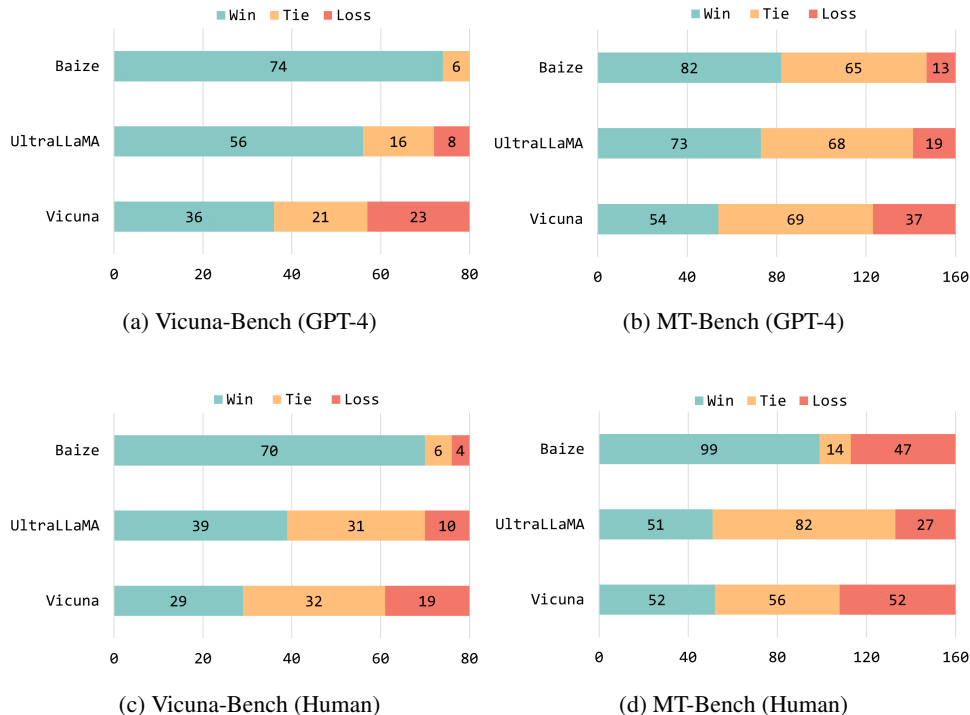 Win Tie Loss
Baize 74 6
UltraLLaMA 56 16 8
Vicuna 36 21 23
0 20 40 60 80
(a) Vicuna-Bench (GPT-4)
Win Tie Loss
Baize 82 65 13
UltraLLaMA 73 68 19
Vicuna 54 69 37
0 40 80 120 160
(b) MT-Bench (GPT-4)
Win Tie Loss
Baize 70 6 4
UltraLLaMA 39 31 10
Vicuna 29 32 19
0 20 40 60 80
(c) Vicuna-Bench (Human)
Win Tie Loss
Baize 99 14 47
UltraLLaMA 51 82 27
Vicuna 52 56 52
0 40 80 120 160
(d) MT-Bench (Human)